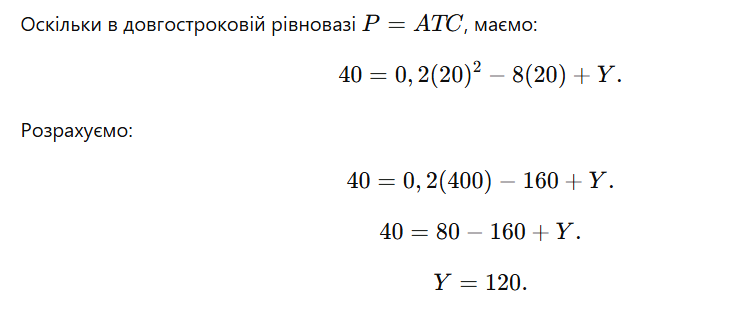 Оскільки в довгостроковій рівновазі P = ATC, маємо:
40 = 0, 2(20)² − 8(20) + Y.
Розрахуємо:
40 = 0, 2(400) − 160 + Y.
40 = 80 − 160 + Y.
Y = 120.